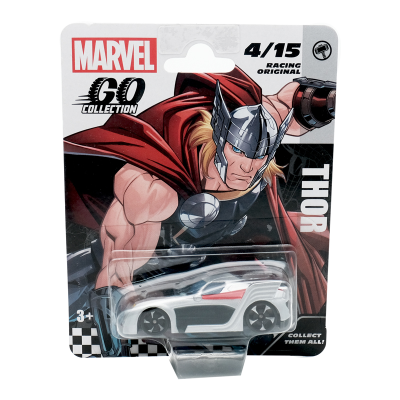 MARVEL
GO
COLLECTION
4/15
RACING
ORIGINAL
THOR
3+
COLLECT
THEM ALL!